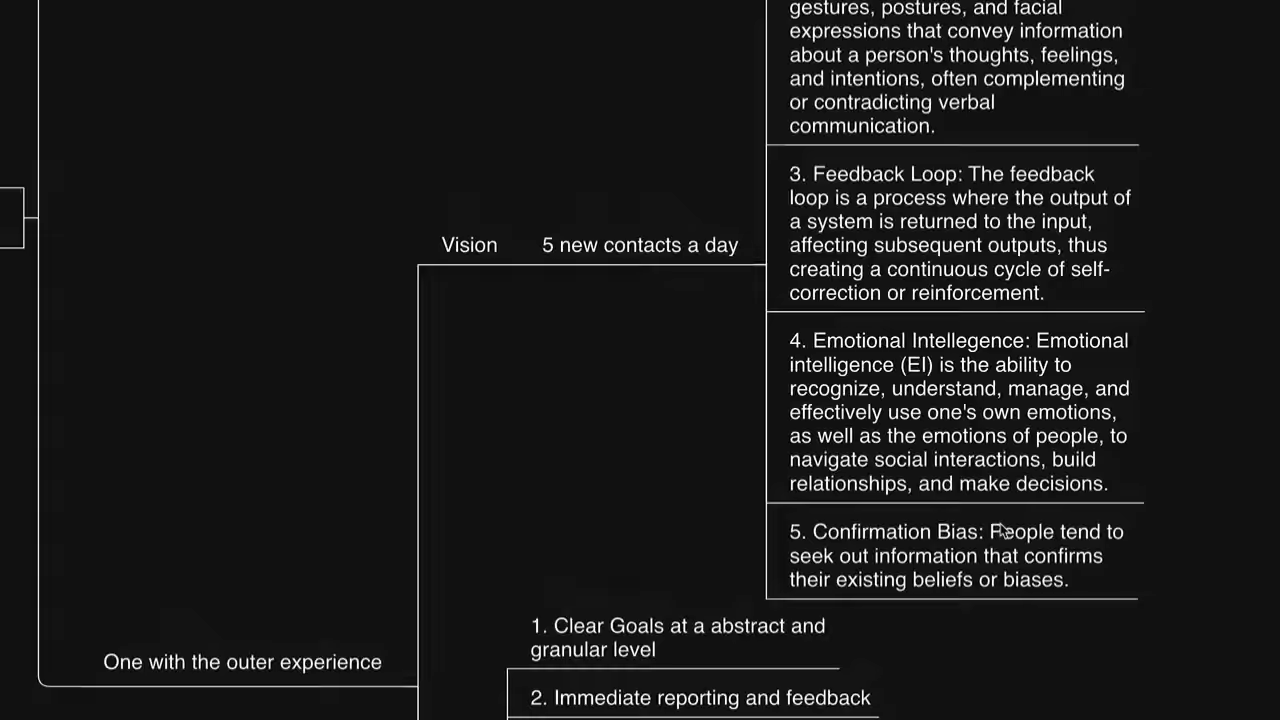 gestures, postures, and facial
expressions that convey information
about a person's thoughts, feelings,
and intentions, often complementing
or contradicting verbal
communication.
3. Feedback Loop: The feedback
loop is a process where the output of
a system is returned to the input,
affecting subsequent outputs, thus
creating a continuous cycle of self-
correction or reinforcement.
Vision
5 new contacts a day
4. Emotional Intellegence: Emotional
intelligence (EI) is the ability to
recognize, understand, manage, and
effectively use one's own emotions,
as well as the emotions of people, to
navigate social interactions, build
relationships, and make decisions.
5. Confirmation Bias: People tend to
seek out information that confirms
their existing beliefs or biases.
One with the outer experience
1. Clear Goals at a abstract and
granular level
2. Immediate reporting and feedback